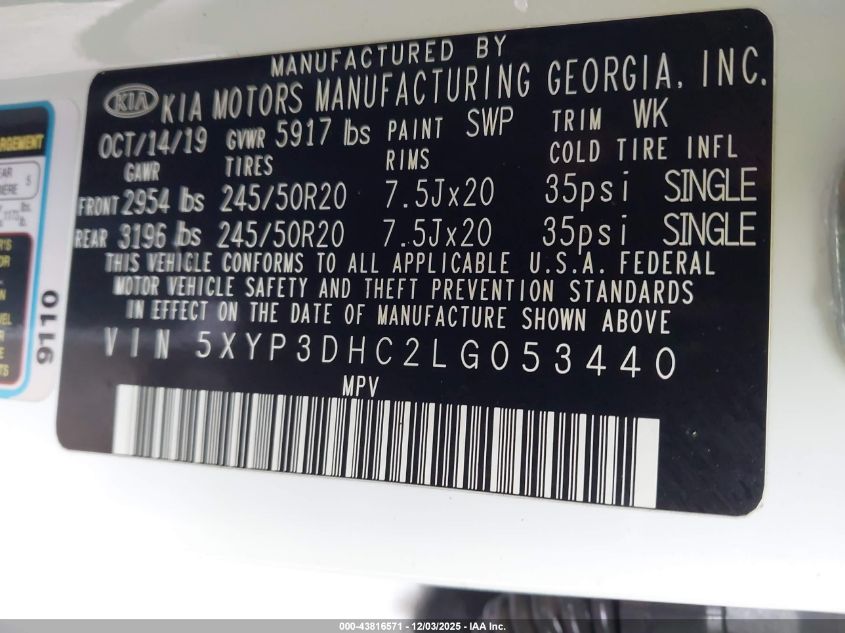 MANUFACTURED BY
KIA KIA MOTORS MANUFACTURING GEORGIA, INC.
OCT/14/19 GVWR 5917 lbs PAINT SWP TRIM WK
GAWR TIRES RIMS COLD TIRE INFL
FRONT 2954 lbs 245/50R20 7.5Jx20 35psi SINGLE
REAR 3196 lbs 245/50R20 7.5Jx20 35psi SINGLE
THIS VEHICLE CONFORMS TO ALL APPLICABLE U.S.A. FEDERAL
MOTOR VEHICLE SAFETY AND THEFT PREVENTION STANDARDS
IN EFFECT ON THE DATE OF MANUFACTURE SHOWN ABOVE
VIN 5XYP3DHC2LG053440
MPV
9110
000-43816571 - 12/03/2025 - IAAI.com